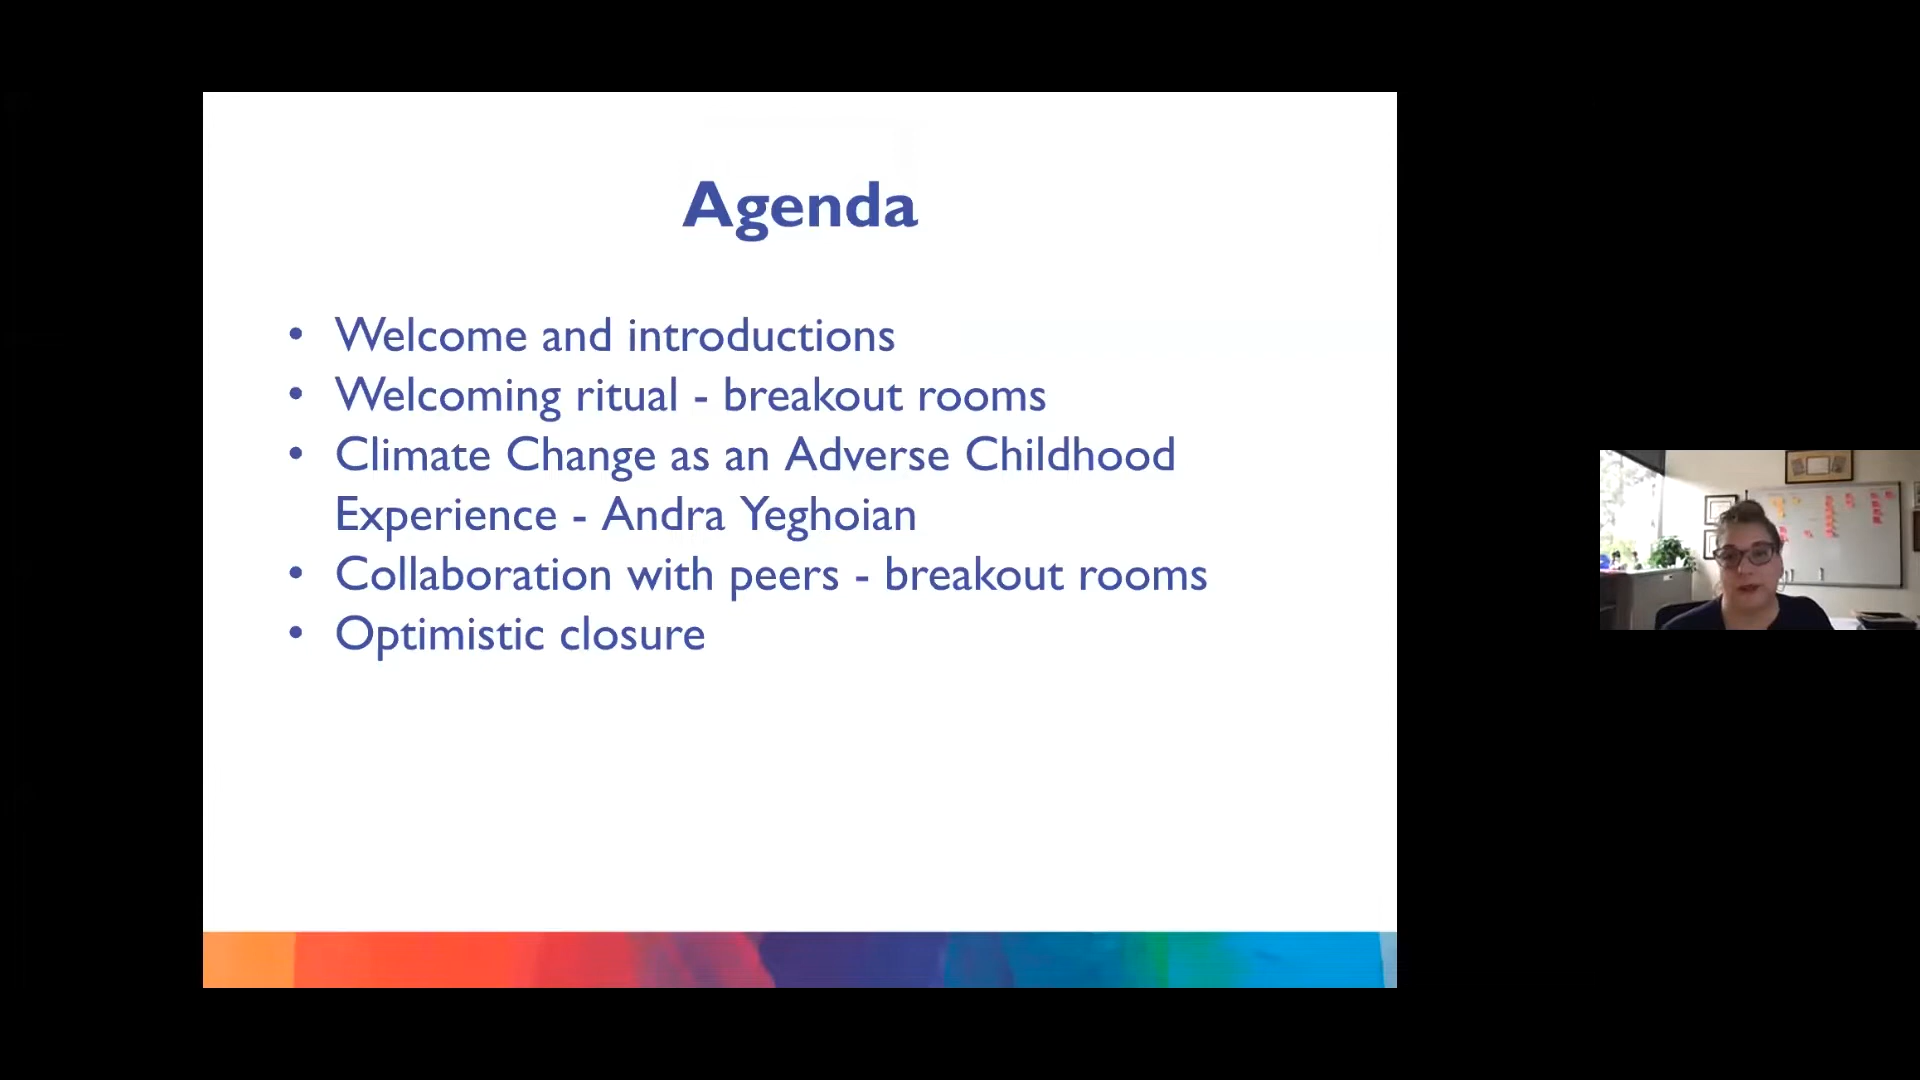 Agenda
• Welcome and introductions
• Welcoming ritual - breakout rooms
• Climate Change as an Adverse Childhood
Experience - Andra Yeghoian
• Collaboration with peers - breakout rooms
• Optimistic closure